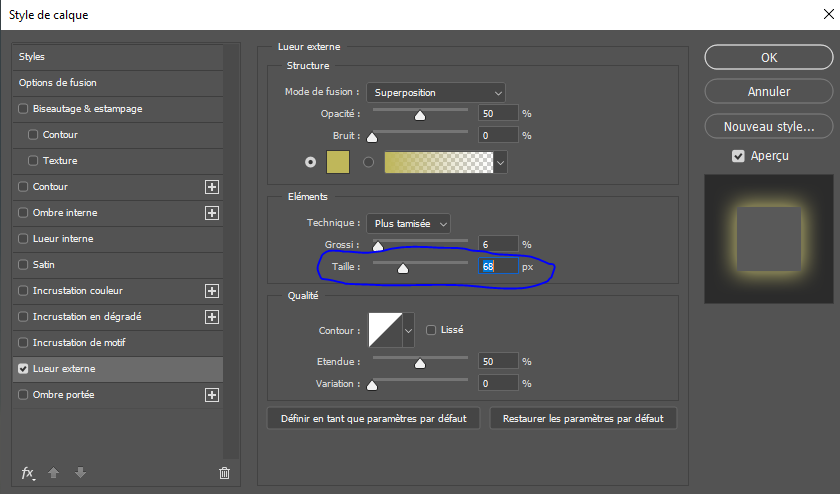 Style de calque
Styles
Options de fusion
Biseautage & estampage
Contour
Texture
Contour
Ombre interne
Lueur interne
Satin
Incrustation couleur
Incrustation en dégradé
Incrustation de motif
Lueur externe
Ombre portée
fx
Lueur externe
Structure
Mode de fusion : Superposition
Opacité : 50 %
Bruit : 0 %
Eléments
Technique : Plus tamisée
Grossi : 6 %
Taille : 68 px
Qualité
Contour : Lissé
Etendue : 50 %
Variation : 0 %
Définir en tant que paramètres par défaut
Restaurer les paramètres par défaut
OK
Annuler
Nouveau style...
Aperçu